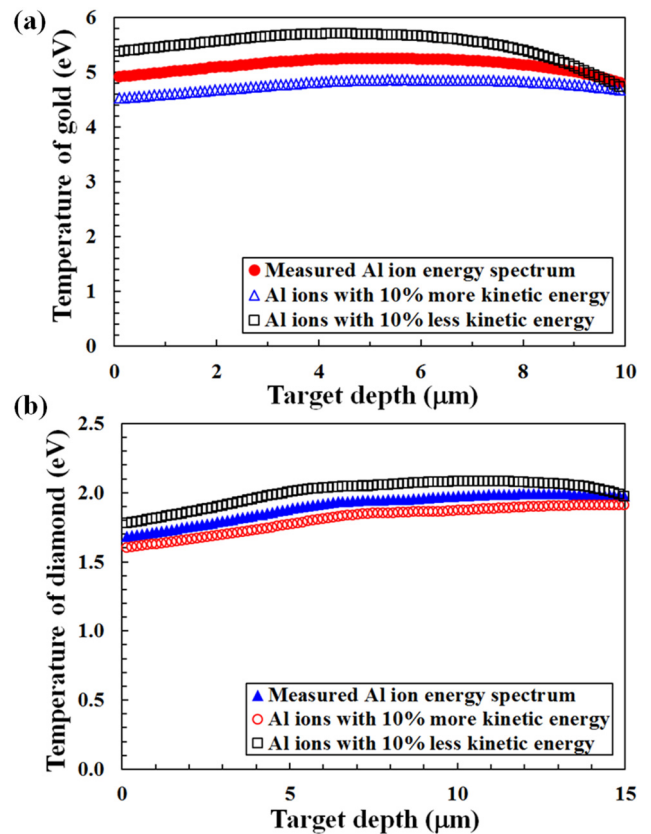 (a)
Temperature of gold (eV)
6
5
4
3
2
1
0
Measured Al ion energy spectrum
Al ions with 10% more kinetic energy
Al ions with 10% less kinetic energy
0 2 4 6 8 10
Target depth (μm)
(b)
Temperature of diamond (eV)
2.5
2.0
1.5
1.0
0.5
0.0
Measured Al ion energy spectrum
Al ions with 10% more kinetic energy
Al ions with 10% less kinetic energy
0 5 10 15
Target depth (μm)